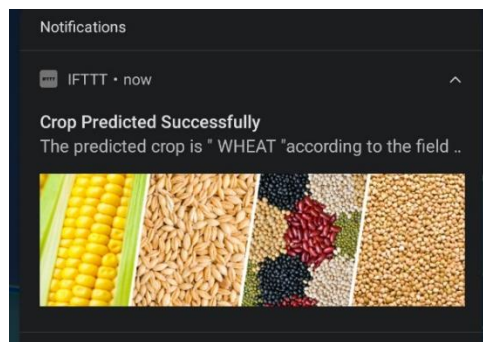 Notifications
IFTTT • now
Crop Predicted Successfully
The predicted crop is " WHEAT "according to the field ..